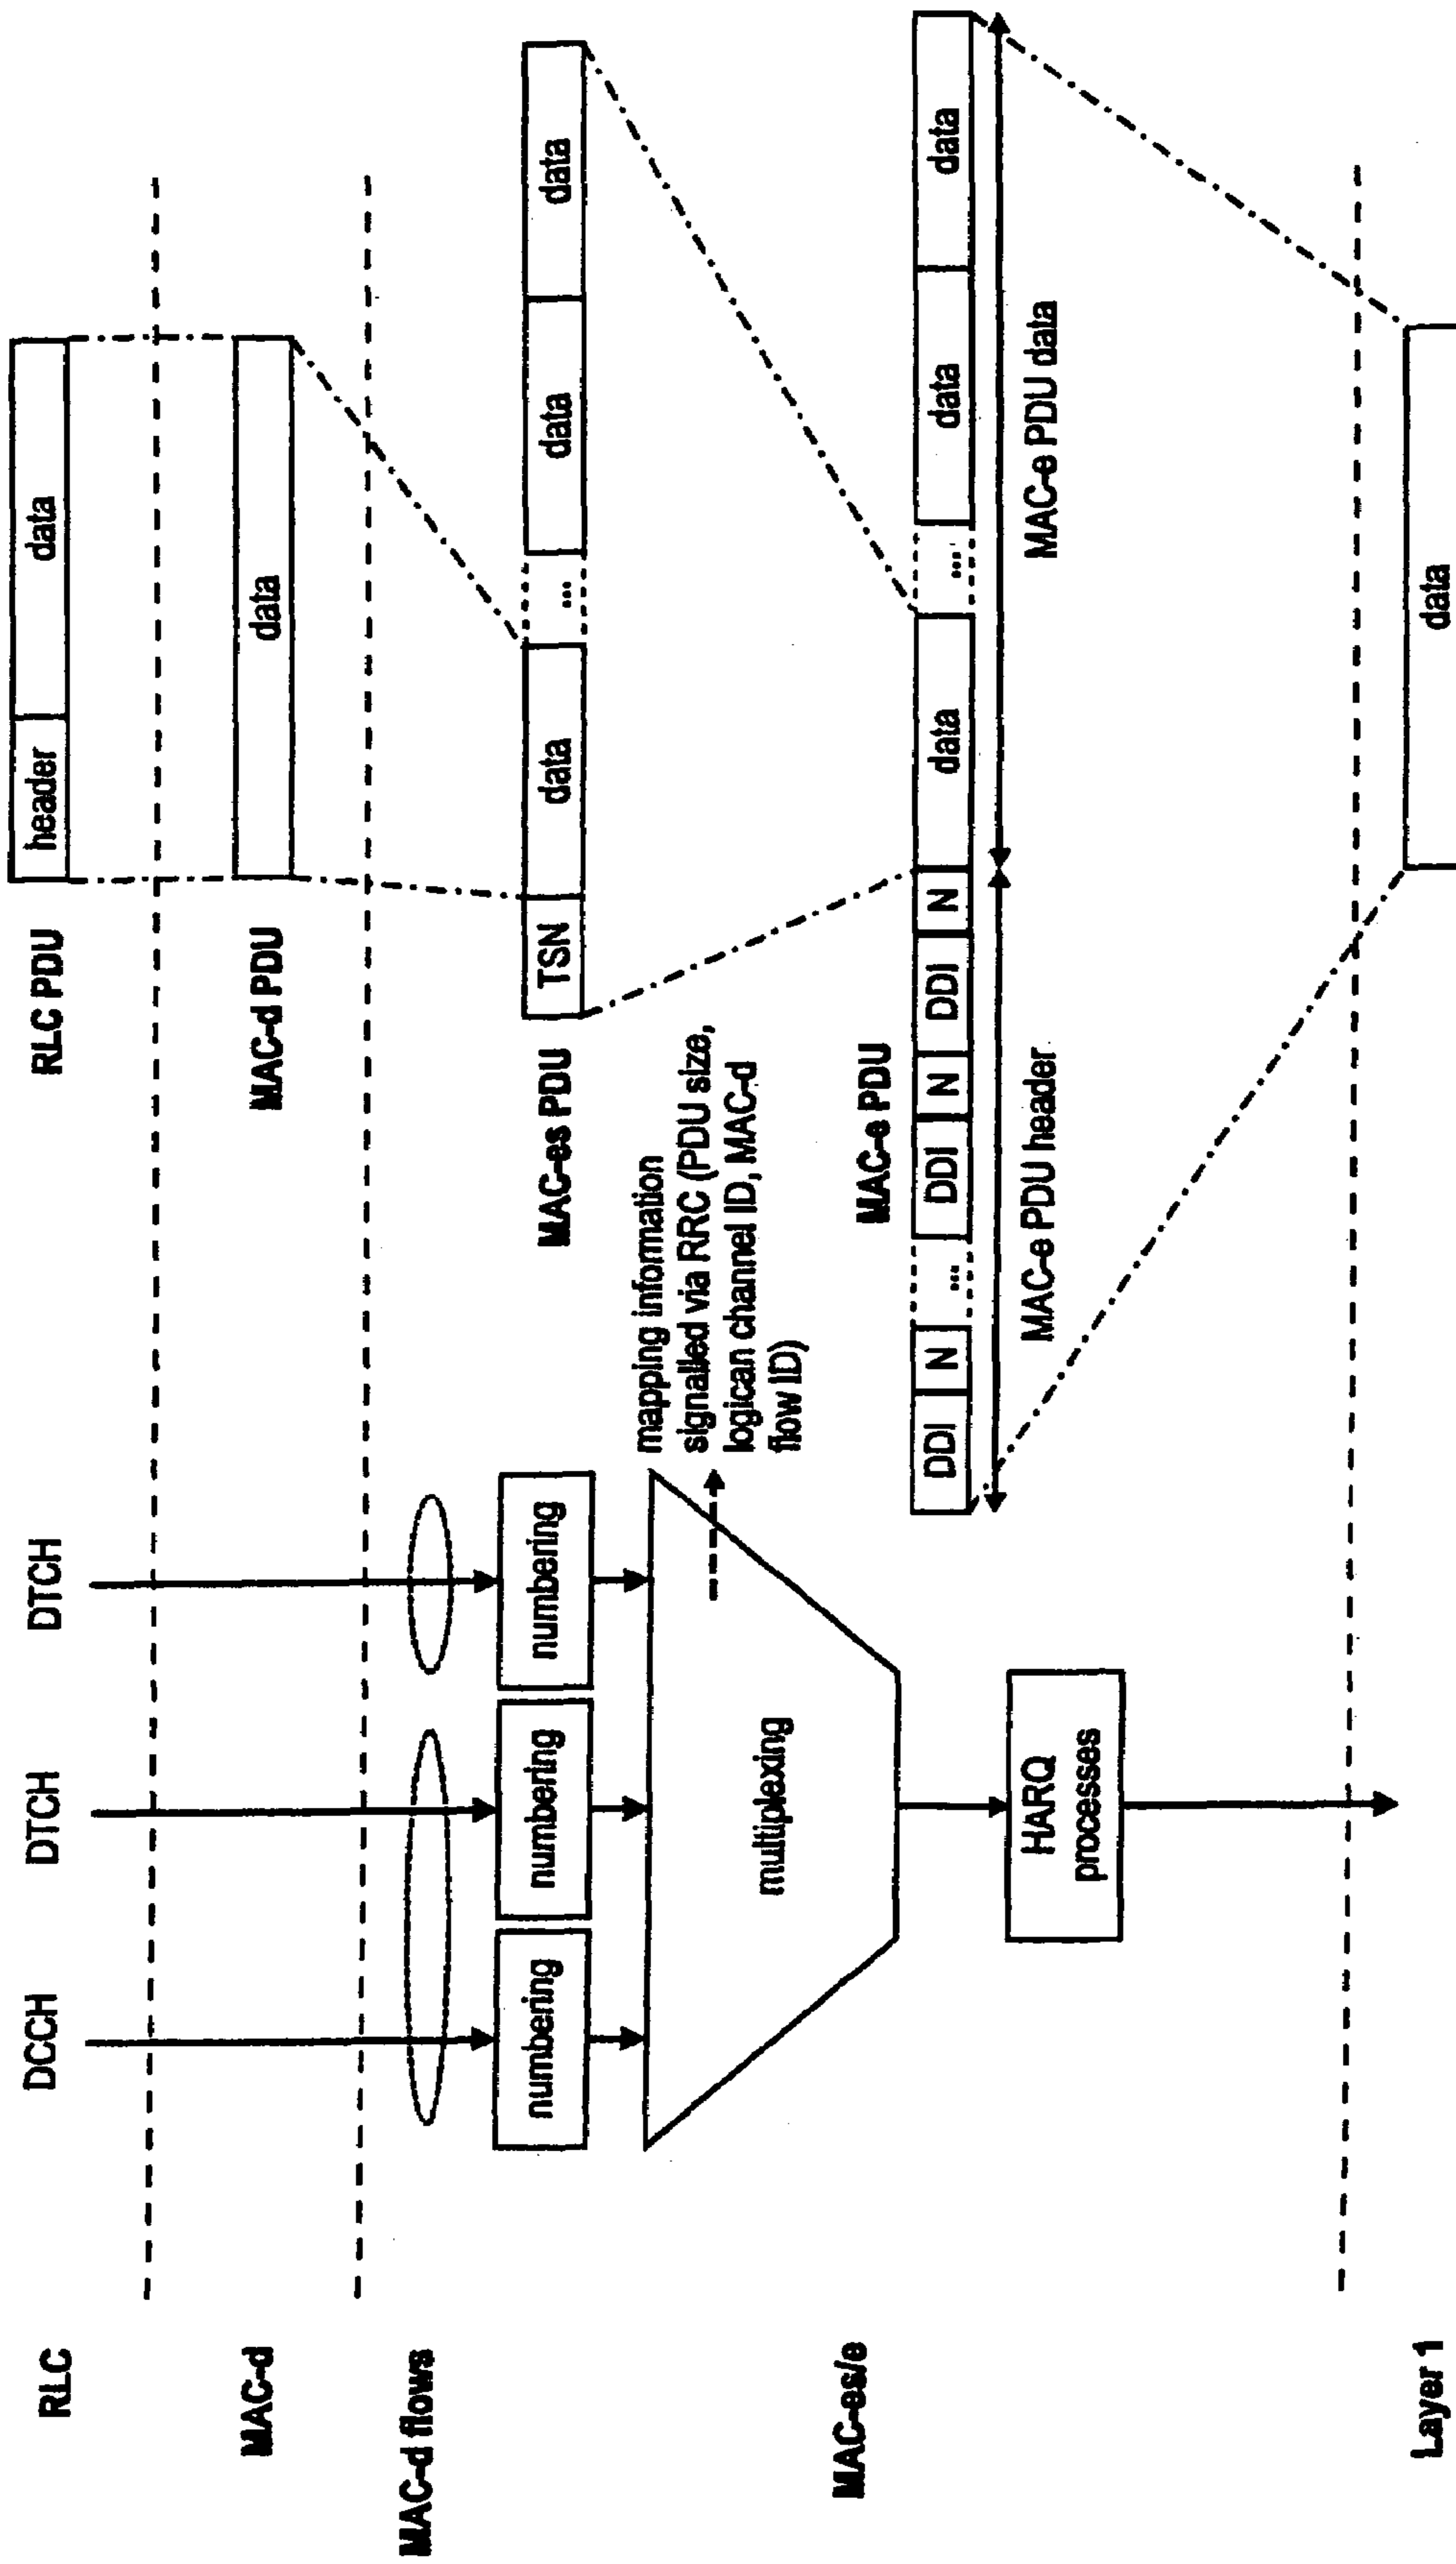 RLC
DCCH
DTCH
DTCH
RLC PDU
header
data
MAC-d
MAC-d PDU
data
MAC-d flows
numbering
numbering
numbering
MAC-es PDU
TSN
data
...
data
data
MAC-es/e
multiplexing
mapping information
signalled via RRC (PDU size,
logican channel ID, MAC-d
flow ID)
MAC-e PDU
DDI
N
...
DDI
N
DDI
N
data
...
data
data
MAC-e PDU header
MAC-e PDU data
HARQ
processes
Layer 1
data